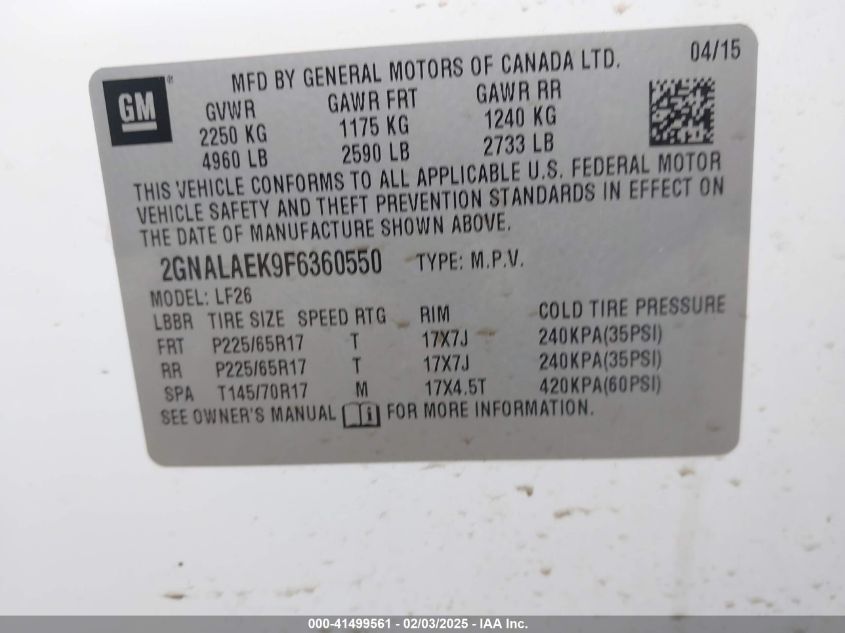 04/15
GM ® MFD BY GENERAL MOTORS OF CANADA LTD.
GVWR GAWR FRT GAWR RR
2250 KG 1175 KG 1240 KG
4960 LB 2590 LB 2733 LB
THIS VEHICLE CONFORMS TO ALL APPLICABLE U.S. FEDERAL MOTOR
VEHICLE SAFETY AND THEFT PREVENTION STANDARDS IN EFFECT ON
THE DATE OF MANUFACTURE SHOWN ABOVE.
2GNALAEK9F6360550 TYPE: M.P.V.
MODEL: LF26
LBBR TIRE SIZE SPEED RTG RIM COLD TIRE PRESSURE
FRT P225/65R17 T 17X7J 240KPA(35PSI)
RR P225/65R17 T 17X7J 240KPA(35PSI)
SPA T145/70R17 M 17X4.5T 420KPA(60PSI)
SEE OWNER'S MANUAL i FOR MORE INFORMATION.
000-41499561 - 02/03/2025 - IAA Inc.